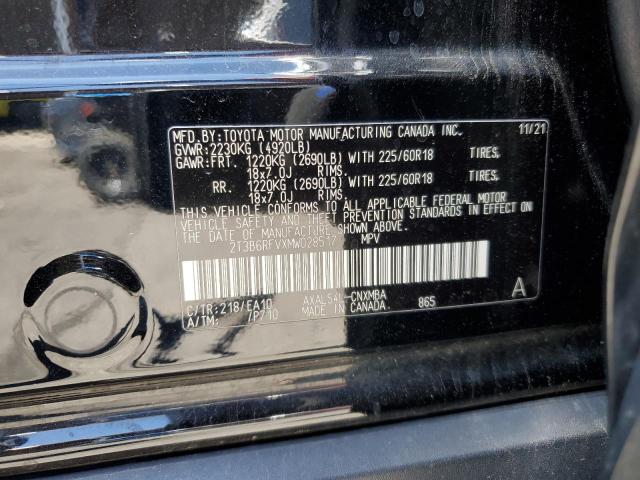 MFD. BY:TOYOTA MOTOR MANUFACTURING CANADA INC. 11/21
GVWR:2230KG (4920LB)
GAWR:FRT. 1220KG (2690LB) WITH 225/60R18 TIRES.
18x7.0J RIMS.
RR. 1220KG (2690LB) WITH 225/60R18 TIRES.
18x7.0J RIMS.
THIS VEHICLE CONFORMS TO ALL APPLICABLE FEDERAL MOTOR
VEHICLE SAFETY AND THEFT PREVENTION STANDARDS IN EFFECT ON
THE DATE OF MANUFACTURE SHOWN ABOVE.
2T3B6RFVXMW028517 MPV
C/TR:218/EA10 AXAL54L-CNXMBA 865 A
A/TM: /P710 MADE IN CANADA.